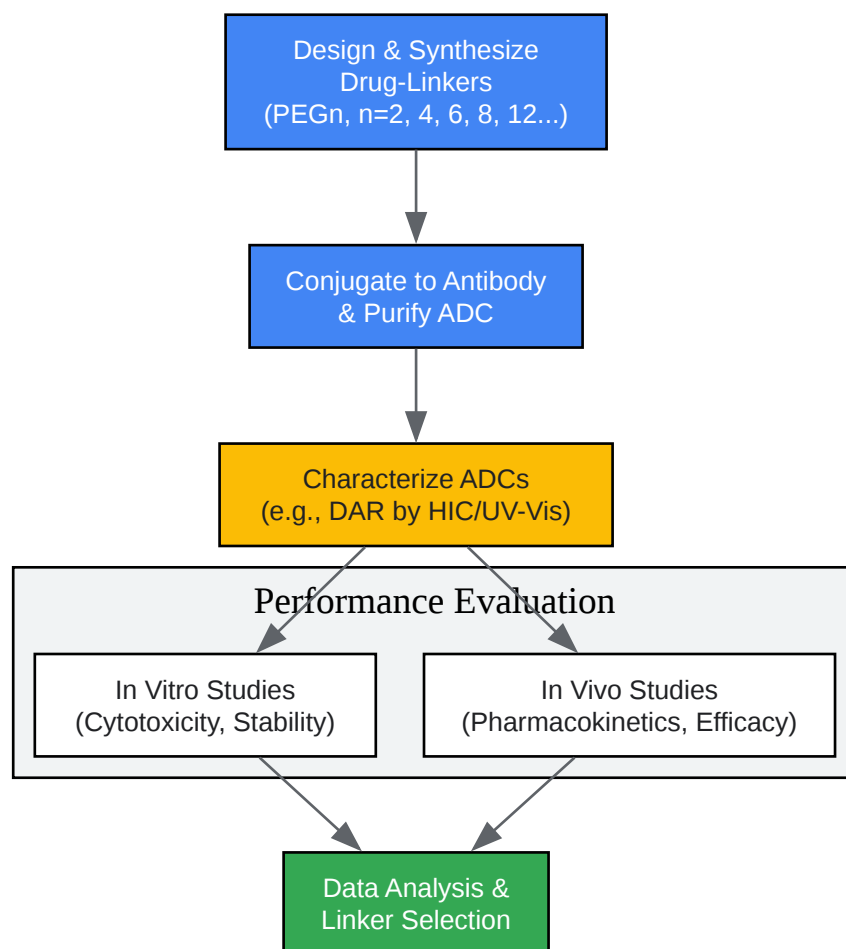 Design & Synthesize
Drug-Linkers
(PEGn, n=2, 4, 6, 8, 12...)
Conjugate to Antibody
& Purify ADC
Characterize ADCs
(e.g., DAR by HIC/UV-Vis)
Performance Evaluation
In Vitro Studies
(Cytotoxicity, Stability)
In Vivo Studies
(Pharmacokinetics, Efficacy)
Data Analysis &
Linker Selection